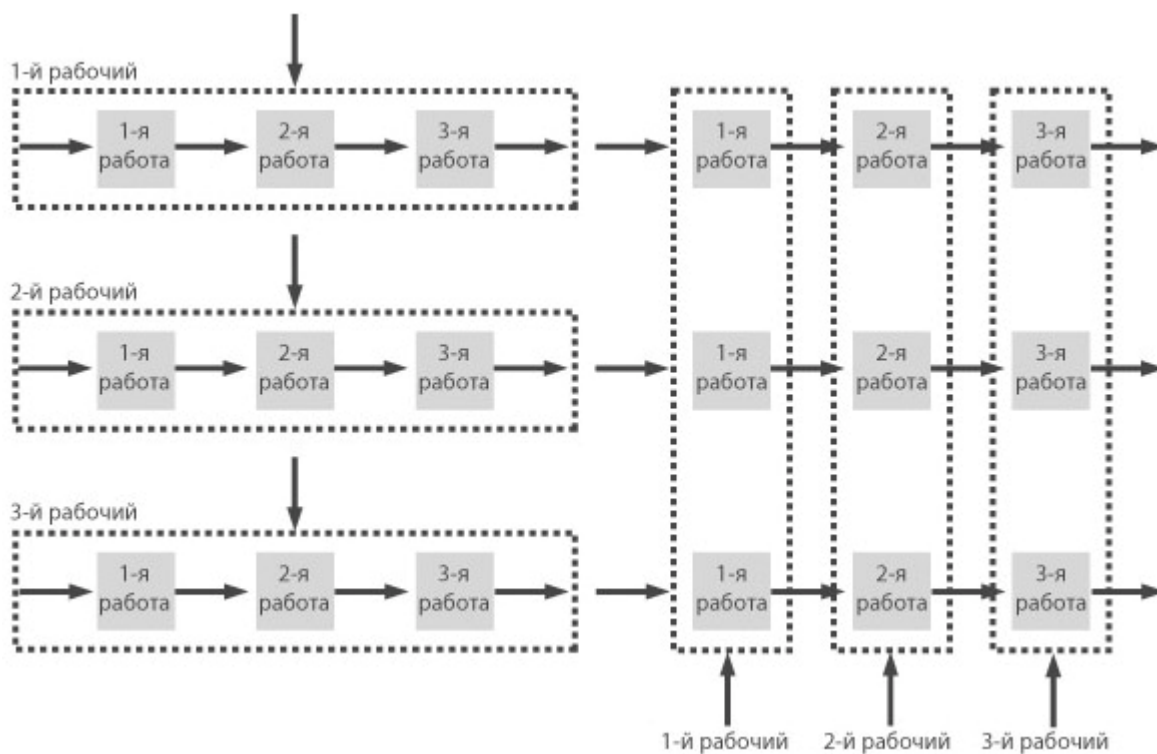 1-й рабочий
1-я
работа
2-я
работа
3-я
работа
1-я
работа
2-я
работа
3-я
работа
2-й рабочий
1-я
работа
2-я
работа
3-я
работа
1-я
работа
2-я
работа
3-я
работа
3-й рабочий
1-я
работа
2-я
работа
3-я
работа
1-я
работа
2-я
работа
3-я
работа
1-й рабочий
2-й рабочий
3-й рабочий